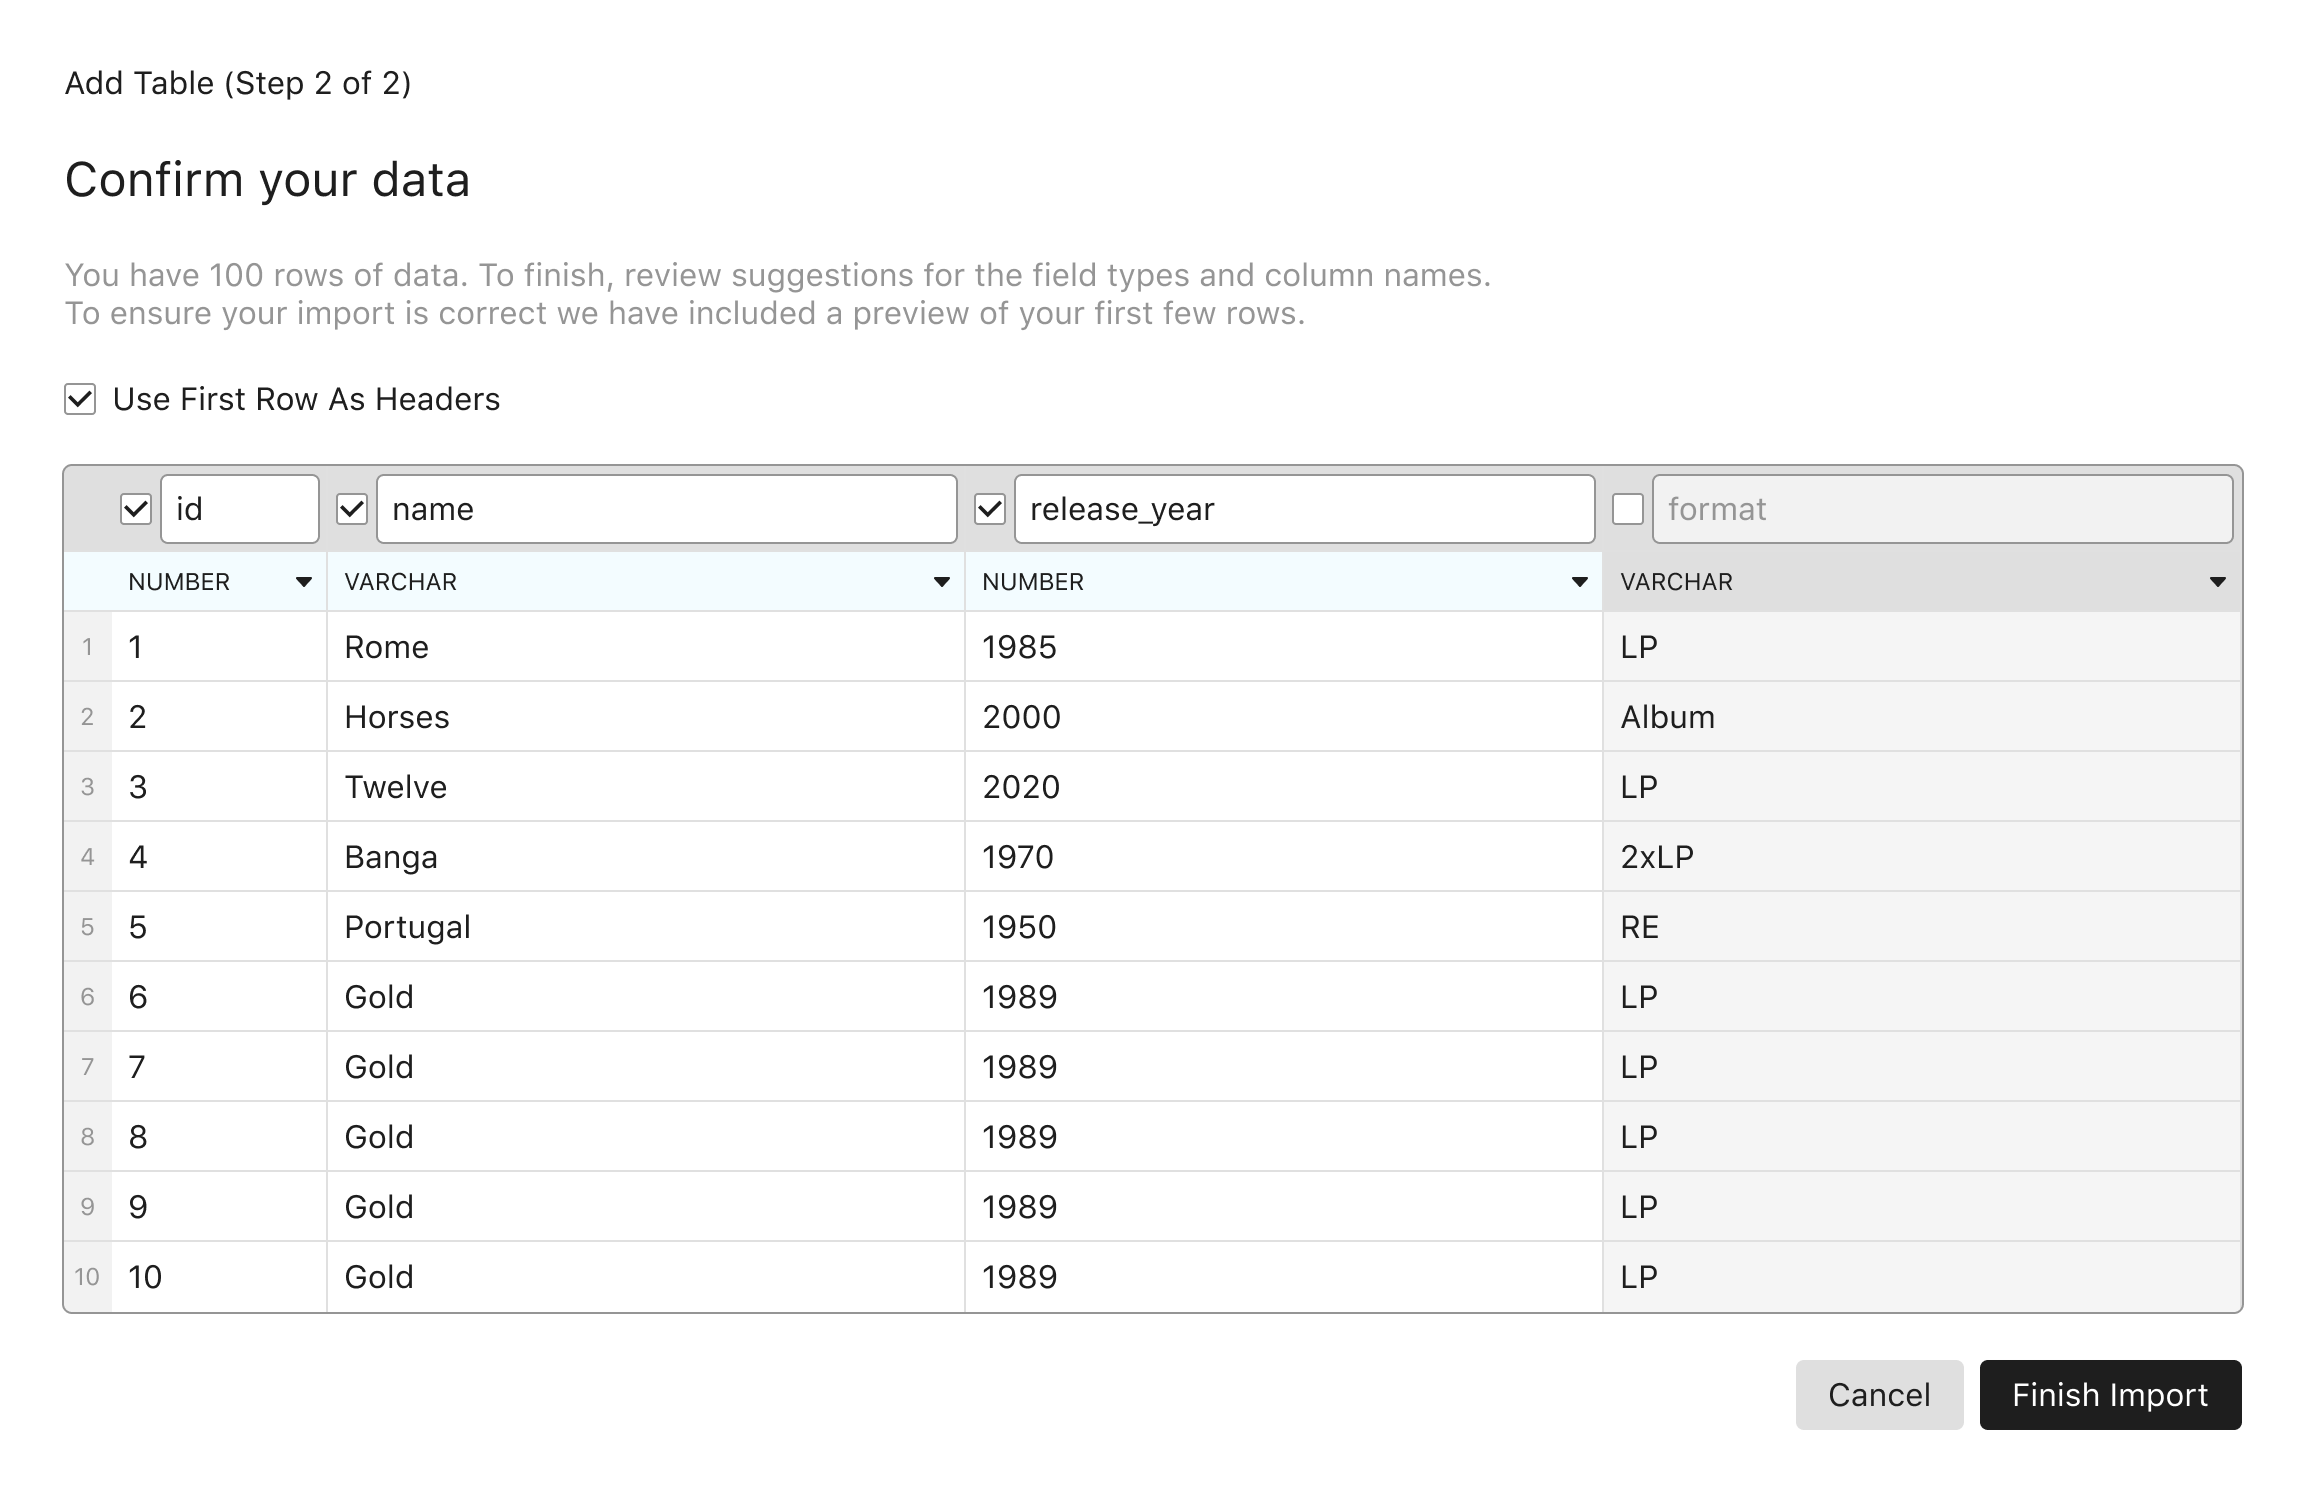 Add Table (Step 2 of 2)
Confirm your data
You have 100 rows of data. To finish, review suggestions for the field types and column names.
To ensure your import is correct we have included a preview of your first few rows.
Use First Row As Headers
id name release_year format
NUMBER VARCHAR NUMBER VARCHAR
1 1 Rome 1985 LP
2 2 Horses 2000 Album
3 3 Twelve 2020 LP
4 4 Banga 1970 2xLP
5 5 Portugal 1950 RE
6 6 Gold 1989 LP
7 7 Gold 1989 LP
8 8 Gold 1989 LP
9 9 Gold 1989 LP
10 10 Gold 1989 LP
Cancel Finish Import